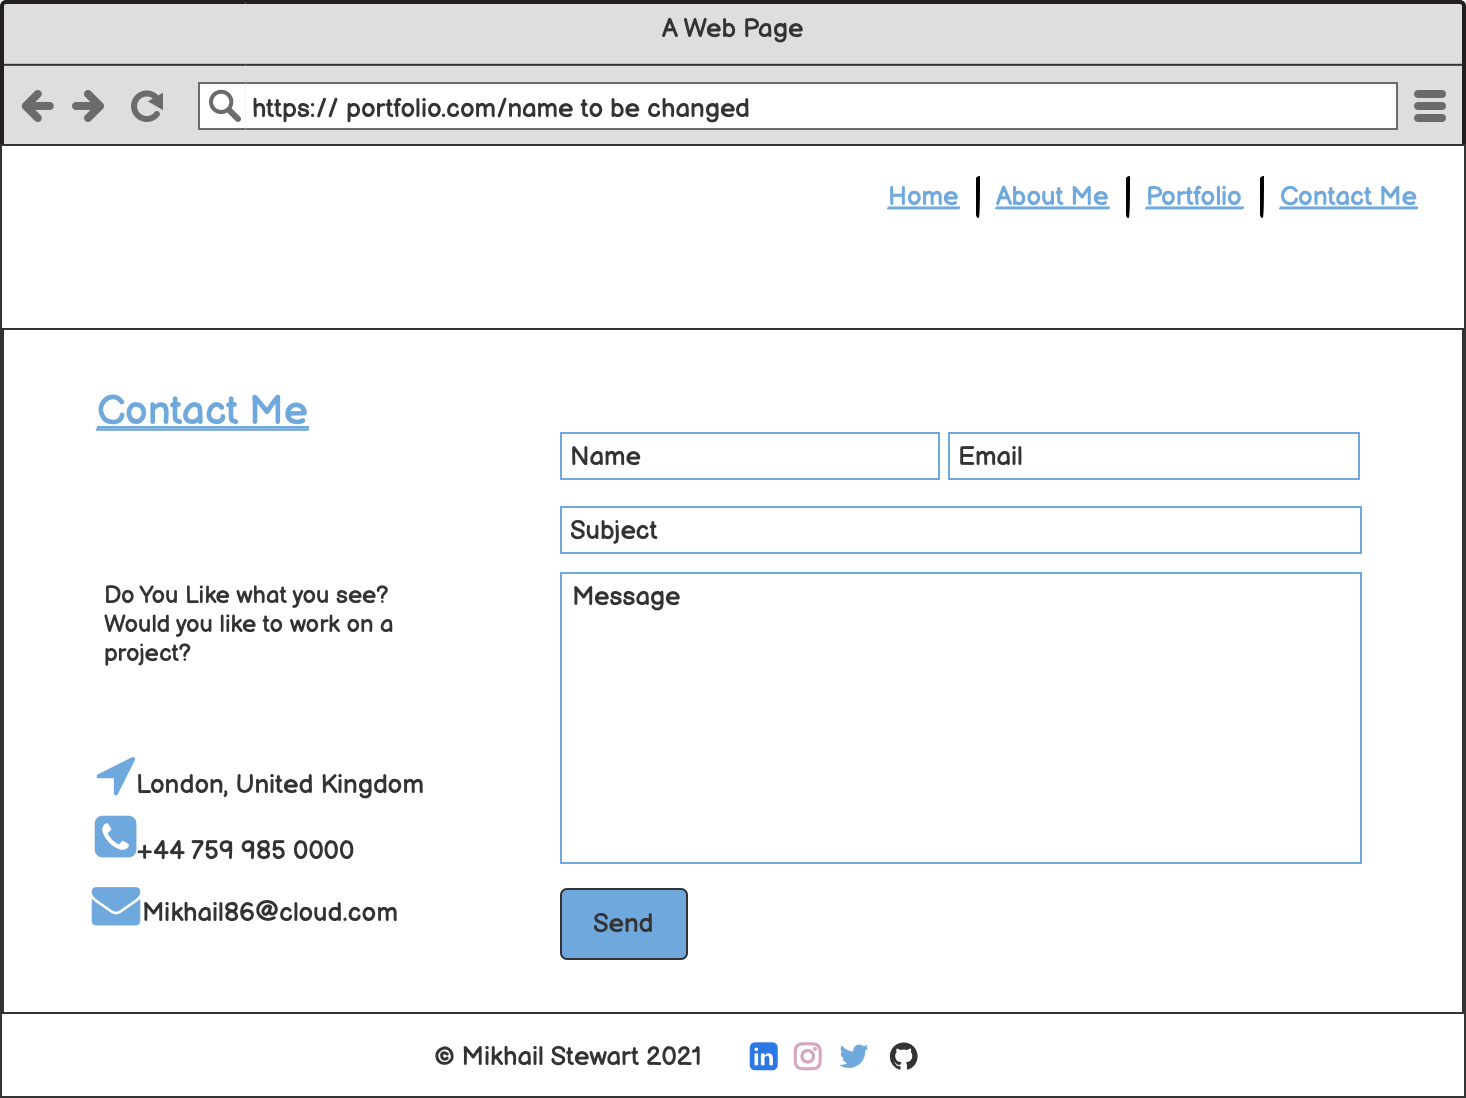 A Web Page
https:// portfolio.com/name to be changed
Home About Me Portfolio Contact Me
Contact Me
Name Email
Subject
Message
Do You Like what you see?
Would you like to work on a
project?
London, United Kingdom
+44 759 985 0000
Mikhail86@cloud.com
Send
© Mikhail Stewart 2021 in